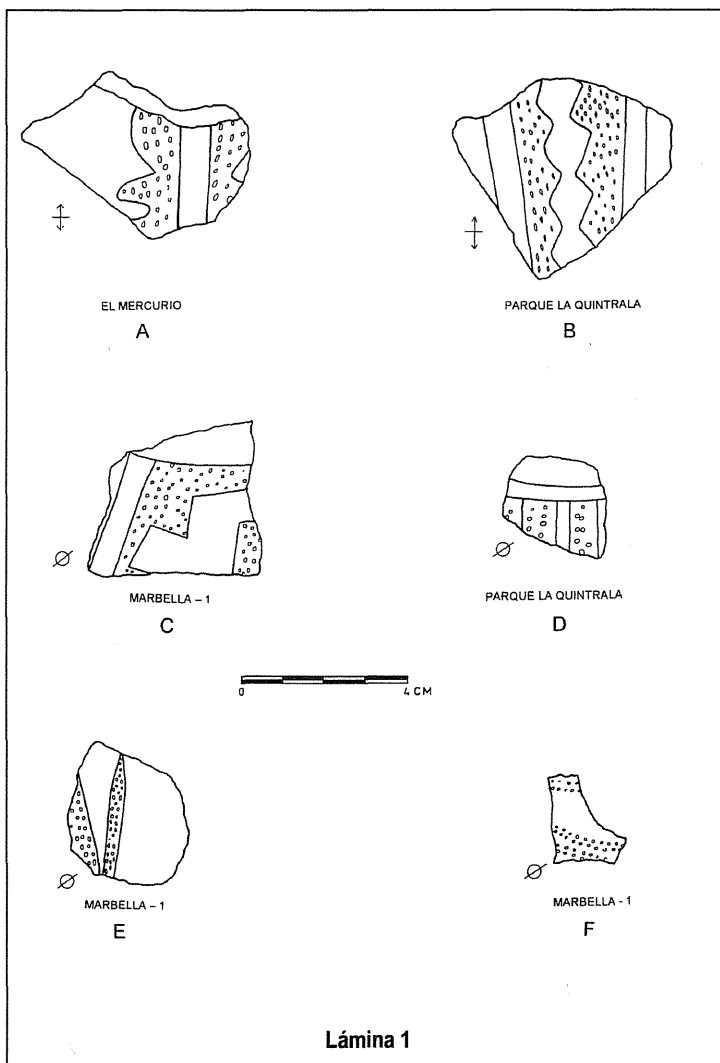 EL MERCURIO
A
PARQUE LA QUINTRALA
B
MARBELLA – 1
C
PARQUE LA QUINTRALA
D
0 4 CM
MARBELLA – 1
E
MARBELLA - 1
F
Lámina 1